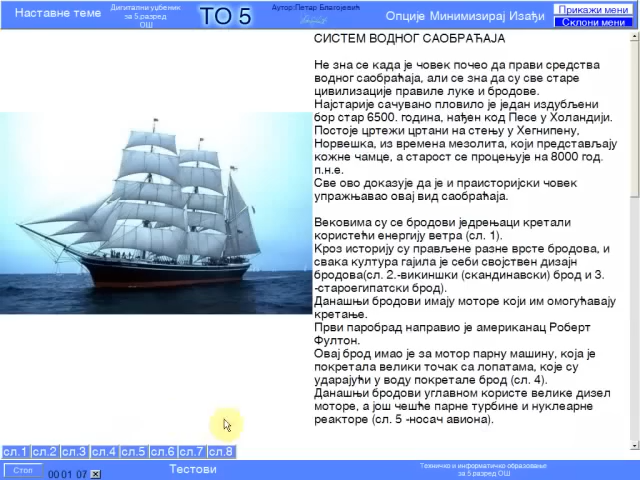 Наставне теме
Дигитални уџбеник
за 5.разред
ОШ
ТО 5
Аутор:Петар Благојевић
Опције Минимизирај Изађи
Прикажи мени
Склони мени
СИСТЕМ ВОДНОГ САОБРАЋАЈА
Не зна се када је човек почео да прави средства
водног саобраћаја, али се зна да су све старе
цивилизације правиле луке и бродове.
Најстарије сачувано пловило је један издубљени
бор стар 6500. година, нађен код Песе у Холандији.
Постоје цртежи цртани на стењу у Хегнипену,
Норвешка, из времена мезолита, који представљају
кожне чамце, а старост се процењује на 8000 год.
п.н.е.
Све ово доказује да је и праисторијски човек
упражњавао овај вид саобраћаја.
Вековима су се бродови једрењаци кретали
користећи енергију ветра (сл. 1).
Кроз историју су прављене разне врсте бродова, и
свака култура гајила је себи својствен дизајн
бродова(сл. 2.-викиншки (скандинавски) брод и 3.
-староегипатски брод).
Данашњи бродови имају моторе који им омогућавају
кретање.
Први паробрад направио је американац Роберт
Фултон.
Овај брод имао је за мотор парну машину, која је
покретала велики точак са лопатама, које су
ударајући у воду покретале брод (сл. 4).
Данашњи бродови углавном користе велике дизел
моторе, а још чешће парне турбине и нуклеарне
реакторе (сл. 5 -носач авиона).
сл.1 сл.2 сл.3 сл.4 сл.5 сл.6 сл.7 сл.8
Стоп
00 01 07
Тестови
Техничко и информатичко образовање
за 5.разред ОШ